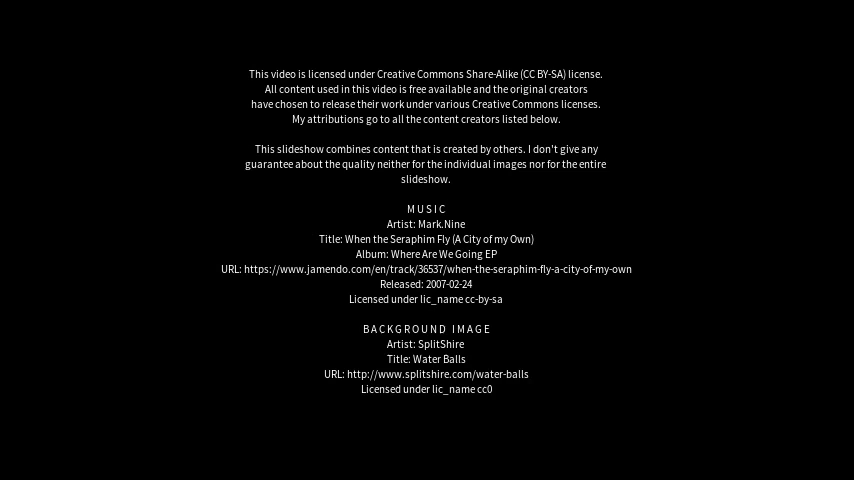 This video is licensed under Creative Commons Share-Alike (CC BY-SA) license.
All content used in this video is free available and the original creators
have chosen to release their work under various Creative Commons licenses.
My attributions go to all the content creators listed below.
This slideshow combines content that is created by others. I don't give any
guarantee about the quality neither for the individual images nor for the entire
slideshow.
MUSIC
Artist: Mark.Nine
Title: When the Seraphim Fly (A City of my Own)
Album: Where Are We Going EP
URL: https://www.jamendo.com/en/track/36537/when-the-seraphim-fly-a-city-of-my-own
Released: 2007-02-24
Licensed under lic_name cc-by-sa
BACKGROUND IMAGE
Artist: SplitShire
Title: Water Balls
URL: http://www.splitshire.com/water-balls
Licensed under lic_name cc0